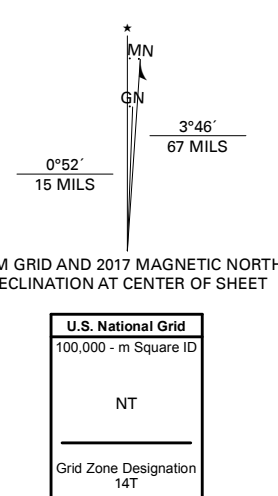 ★
MN
GN
3°46´
67 MILS
0°52´
15 MILS
M GRID AND 2017 MAGNETIC NORTH
ECLINATION AT CENTER OF SHEET
U.S. National Grid
100,000 - m Square ID
NT
Grid Zone Designation
14T